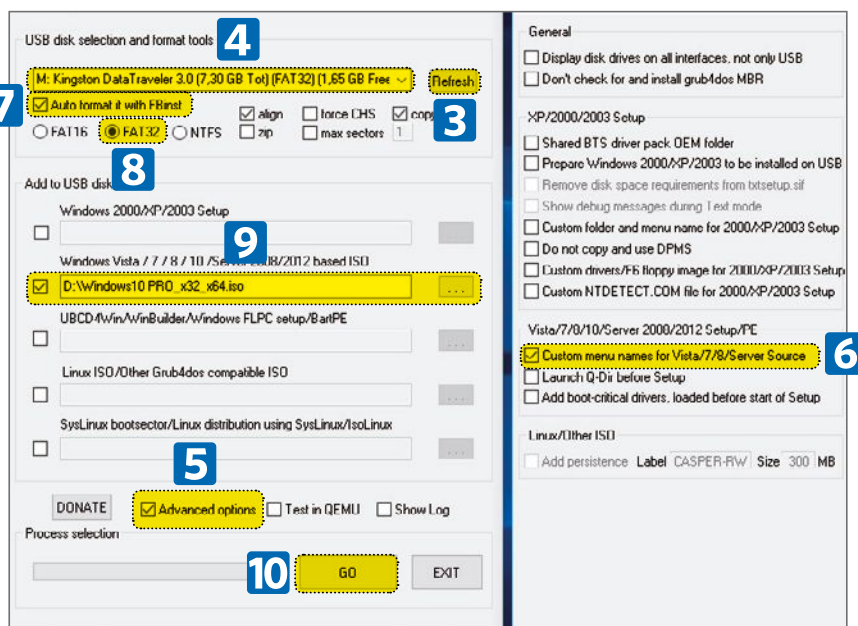 4
USB disk selection and format tools
M: Kingston DataTraveler 3.0 (7,30 GB Tot) (FAT32) (1,65 GB Free
Refresh
7
Auto format it with FBinst
align
force CHS
copy
3
FAT16
FAT32
NTFS
zip
max sectors
1
8
Add to USB disk
Windows 2000/XP/2003 Setup
9
Windows Vista / 7 / 8 / 10 /Server 2008/2012 based ISO
D:\Windows10 PRO_x32_x64.iso
...
UBCD4Win/WinBuilder/Windows FLPC setup/BartPE
...
Linux ISO/Other Grub4dos compatible ISO
...
SysLinux bootsector/Linux distribution using SysLinux/IsoLinux
...
5
DONATE
Advanced options
Test in QEMU
Show Log
Process selection
10
GO
EXIT
General
Display disk drives on all interfaces, not only USB
Don't check for and install grub4dos MBR
XP/2000/2003 Setup
Shared BTS driver pack OEM folder
Prepare Windows 2000/XP/2003 to be installed on USB
Remove disk space requirements from txtsetup.sif
Show debug messages during Text mode
Custom folder and menu name for 2000/XP/2003 Setup
Do not copy and use DPMS
Custom drivers/F6 floppy image for 2000/XP/2003 Setup
Custom NTDETECT.COM file for 2000/XP/2003 Setup
Vista/7/8/10/Server 2008/2012 Setup/PE
Custom menu names for Vista/7/8/Server Source
6
Launch Q-Dir before Setup
Add boot-critical drivers, loaded before start of Setup
Linux/Other ISO
Add persistence Label CASPER-RW Size 300 MB